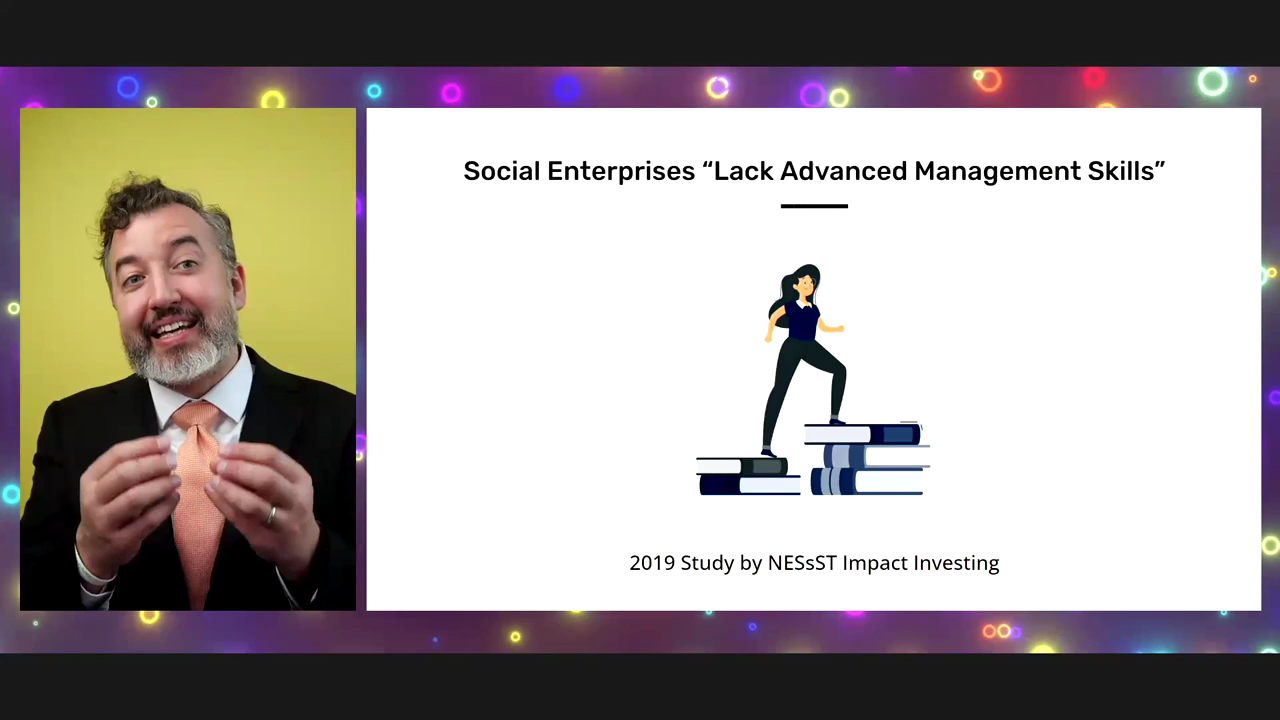 Social Enterprises “Lack Advanced Management Skills”
2019 Study by NESsST Impact Investing